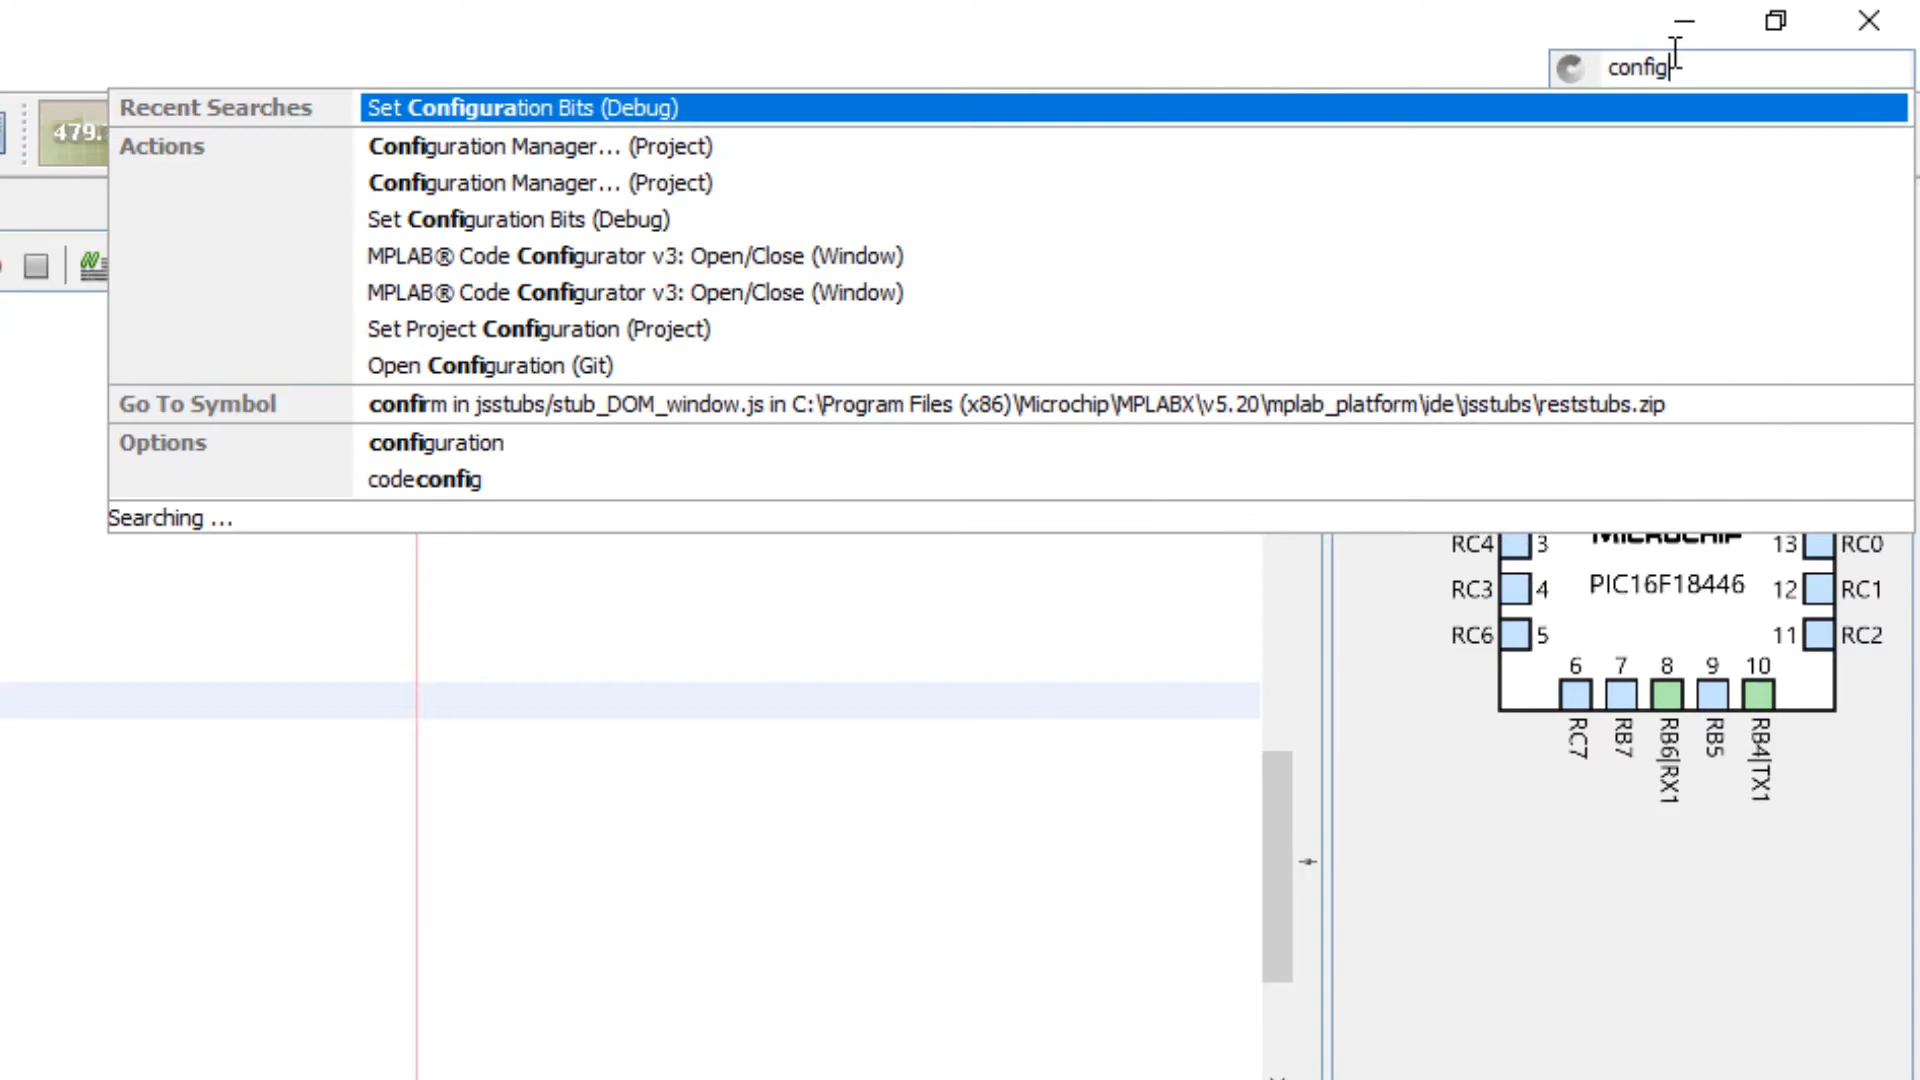 config
479.
Recent Searches
Set Configuration Bits (Debug)
Actions
Configuration Manager... (Project)
Configuration Manager... (Project)
Set Configuration Bits (Debug)
MPLAB® Code Configurator v3: Open/Close (Window)
MPLAB® Code Configurator v3: Open/Close (Window)
Set Project Configuration (Project)
Open Configuration (Git)
Go To Symbol
confirm in jsstubs/stub_DOM_window.js in C:\Program Files (x86)\Microchip\MPLABX\v5.20\mplab_platform\ide\jsstubs\reststubs.zip
Options
configuration
codeconfig
Searching ...
RC4 3 MICROCHIP 13 RC0
RC3 4 PIC16F18446 12 RC1
RC6 5 11 RC2
6 7 8 9 10
RC7 RB7 RB6|RX1 RB5 RB4|TX1